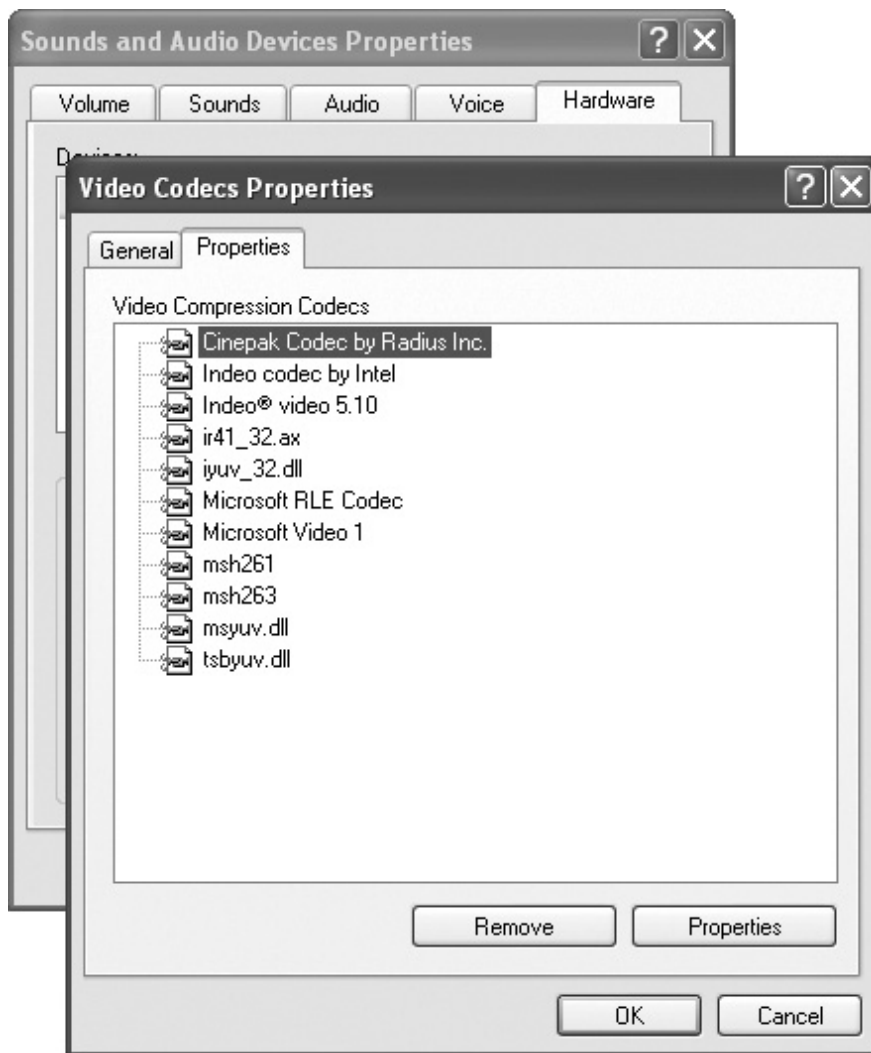 Sounds and Audio Devices Properties
Volume Sounds Audio Voice Hardware
Devices:
Video Codecs Properties
General Properties
Video Compression Codecs
Cinepak Codec by Radius Inc.
Indeo codec by Intel
Indeo® video 5.10
ir41_32.ax
iyuv_32.dll
Microsoft RLE Codec
Microsoft Video 1
msh261
msh263
msyuv.dll
tsbyuv.dll
Remove Properties
OK Cancel